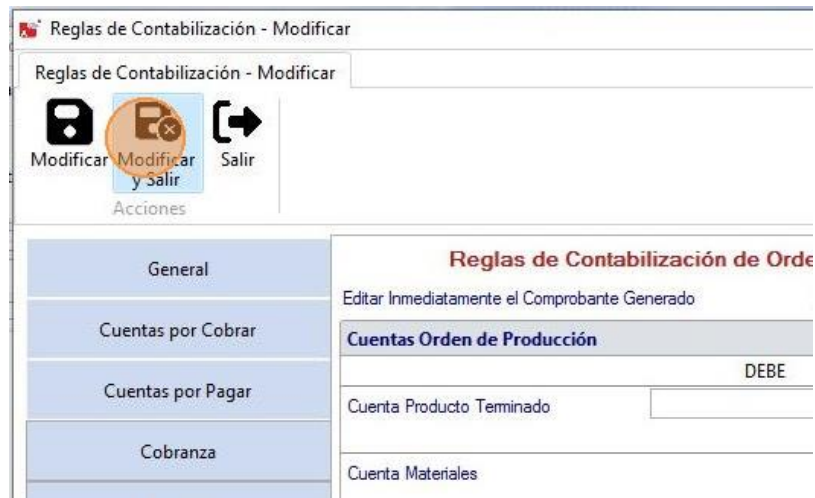 Reglas de Contabilización - Modificar
Reglas de Contabilización - Modificar
Modificar
Modificar
y Salir
Salir
Acciones
General
Cuentas por Cobrar
Cuentas por Pagar
Cobranza
Reglas de Contabilización de Orde
Editar Inmediatamente el Comprobante Generado
Cuentas Orden de Producción
DEBE
Cuenta Producto Terminado
Cuenta Materiales